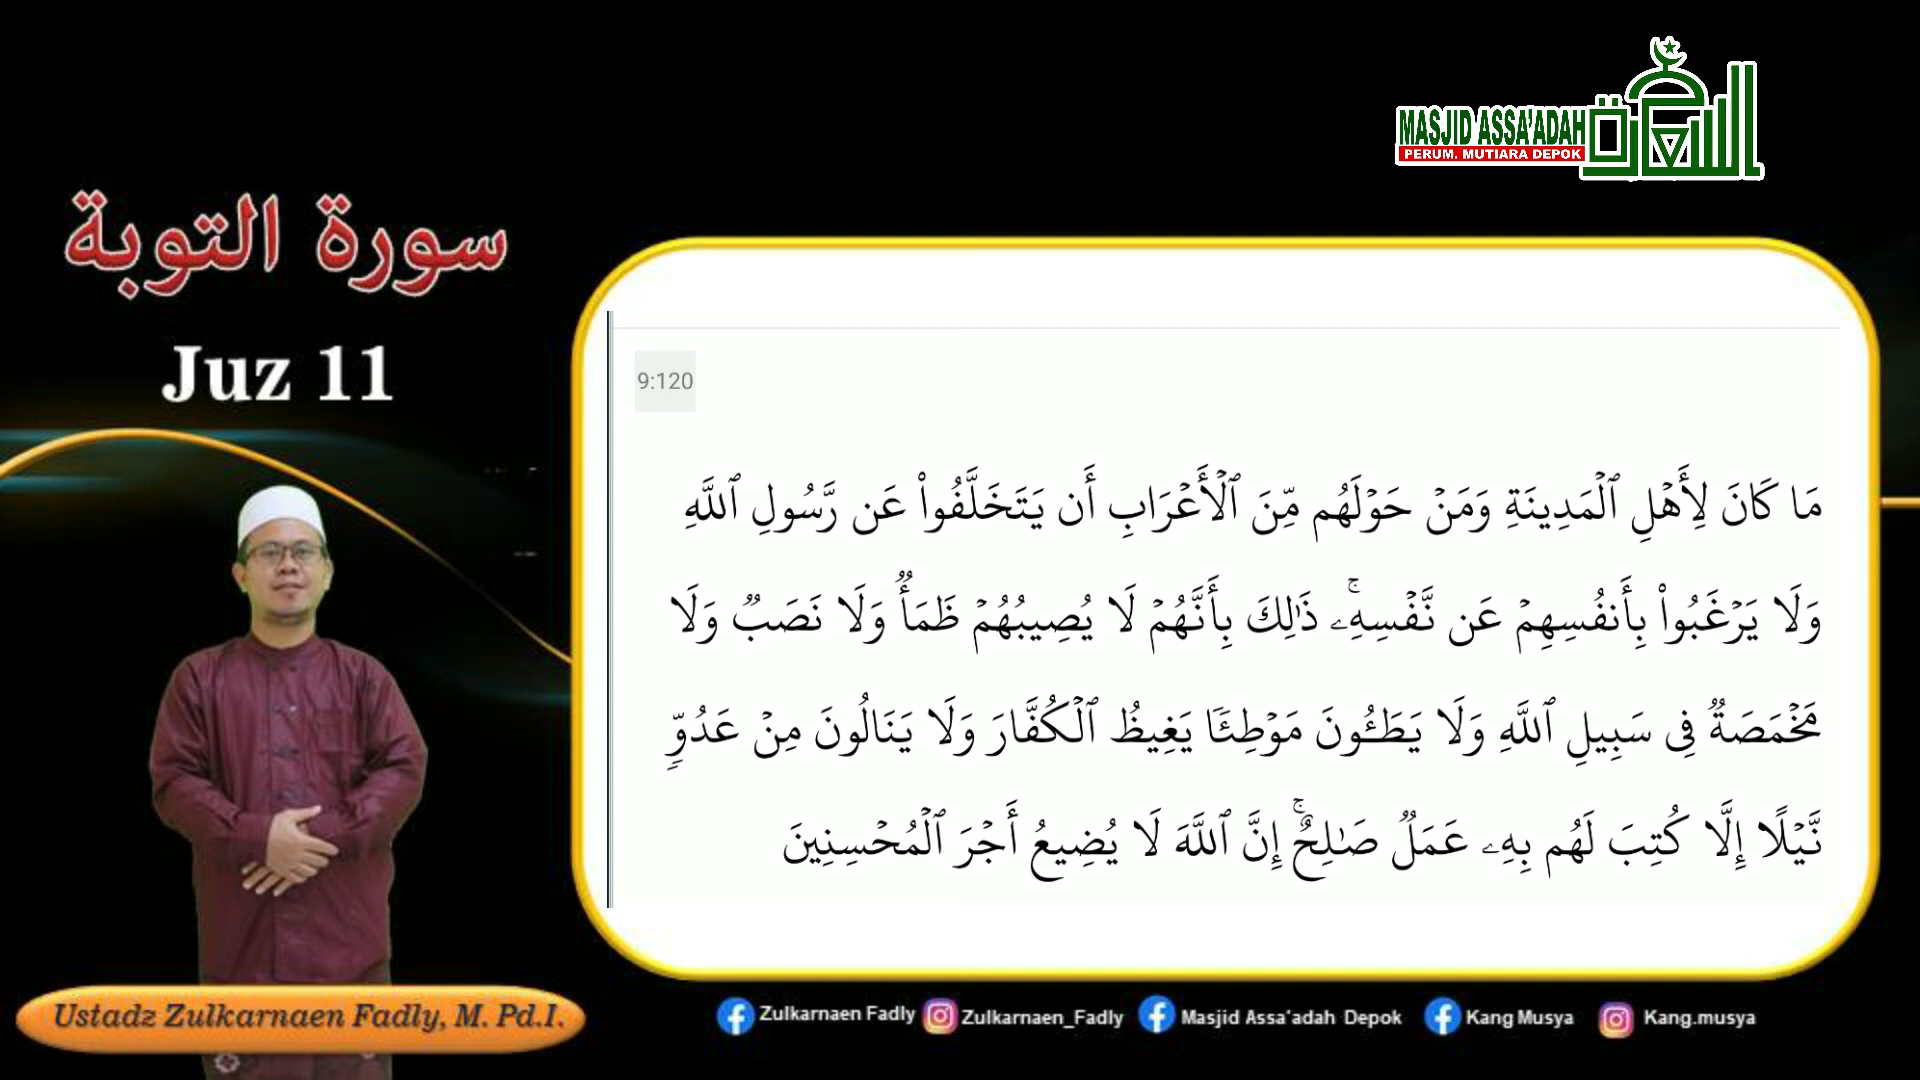 السعادة
MASJID ASSA'ADAH
PERUM. MUTIARA DEPOK
سورة التوبة
Juz 11
9:120
مَا كَانَ لِأَهۡلِ ٱلۡمَدِينَةِ وَمَنۡ حَوۡلَهُم مِّنَ ٱلۡأَعۡرَابِ أَن يَتَخَلَّفُواْ عَن رَّسُولِ ٱللَّهِ
وَلَا يَرۡغَبُواْ بِأَنفُسِهِمۡ عَن نَّفۡسِهِۦۚ ذَٰلِكَ بِأَنَّهُمۡ لَا يُصِيبُهُمۡ ظَمَأٞ وَلَا نَصَبٞ وَلَا
مَخۡمَصَةٞ فِي سَبِيلِ ٱللَّهِ وَلَا يَطَـُٔونَ مَوۡطِئٗا يَغِيظُ ٱلۡكُفَّارَ وَلَا يَنَالُونَ مِنۡ عَدُوّٖ
نَّيۡلًا إِلَّا كُتِبَ لَهُم بِهِۦ عَمَلٞ صَٰلِحٌۚ إِنَّ ٱللَّهَ لَا يُضِيعُ أَجۡرَ ٱلۡمُحۡسِنِينَ
Ustadz Zulkarnaen Fadly, M. Pd.I.
Zulkarnaen Fadly Zulkarnaen_Fadly Masjid Assa'adah Depok Kang Musya Kang.musya